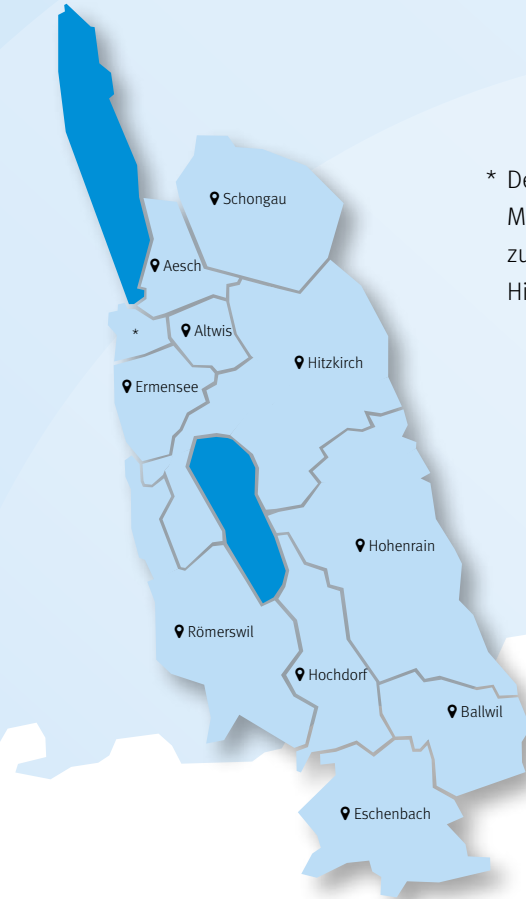 Schongau
* De
M
zu
Hi
Aesch
Altwis
*
Hitzkirch
Ermensee
Hohenrain
Römerswil
Hochdorf
Ballwil
Eschenbach